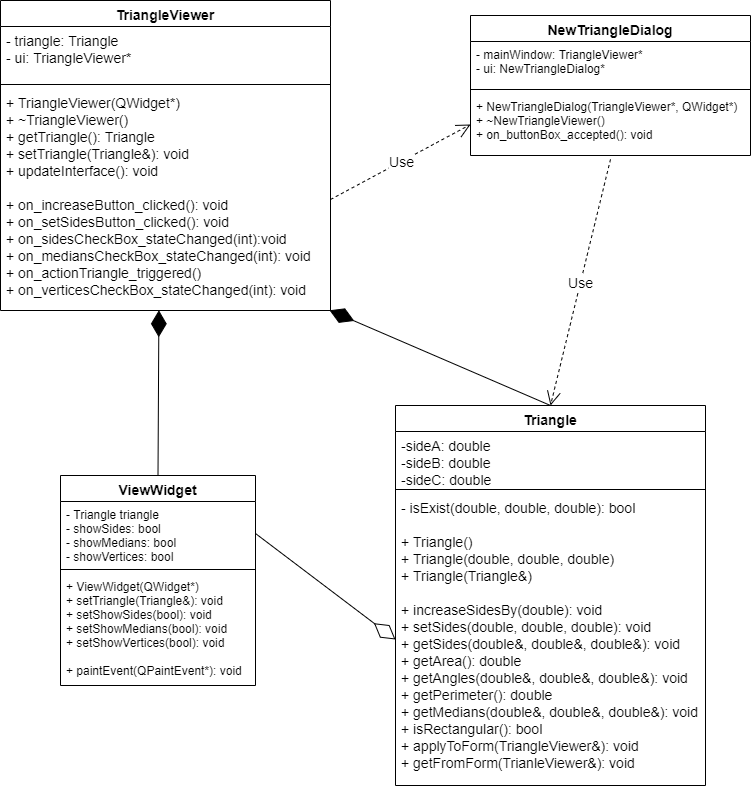 TriangleViewer
- triangle: Triangle
- ui: TriangleViewer*
+ TriangleViewer(QWidget*)
+ ~TriangleViewer()
+ getTriangle(): Triangle
+ setTriangle(Triangle&): void
+ updateInterface(): void
+ on_increaseButton_clicked(): void
+ on_setSidesButton_clicked(): void
+ on_sidesCheckBox_stateChanged(int):void
+ on_mediansCheckBox_stateChanged(int): void
+ on_actionTriangle_triggered()
+ on_verticesCheckBox_stateChanged(int): void
NewTriangleDialog
- mainWindow: TriangleViewer*
- ui: NewTriangleDialog*
+ NewTriangleDialog(TriangleViewer*, QWidget*)
+ ~NewTriangleViewer()
+ on_buttonBox_accepted(): void
Use
Use
ViewWidget
- Triangle triangle
- showSides: bool
- showMedians: bool
- showVertices: bool
+ ViewWidget(QWidget*)
+ setTriangle(Triangle&): void
+ setShowSides(bool): void
+ setShowMedians(bool): void
+ setShowVertices(bool): void
+ paintEvent(QPaintEvent*): void
Triangle
-sideA: double
-sideB: double
-sideC: double
- isExist(double, double, double): bool
+ Triangle()
+ Triangle(double, double, double)
+ Triangle(Triangle&)
+ increaseSidesBy(double): void
+ setSides(double, double, double): void
+ getSides(double&, double&, double&): void
+ getArea(): double
+ getAngles(double&, double&, double&): void
+ getPerimeter(): double
+ getMedians(double&, double&, double&): void
+ isRectangular(): bool
+ applyToForm(TriangleViewer&): void
+ getFromForm(TrianleViewer&): void